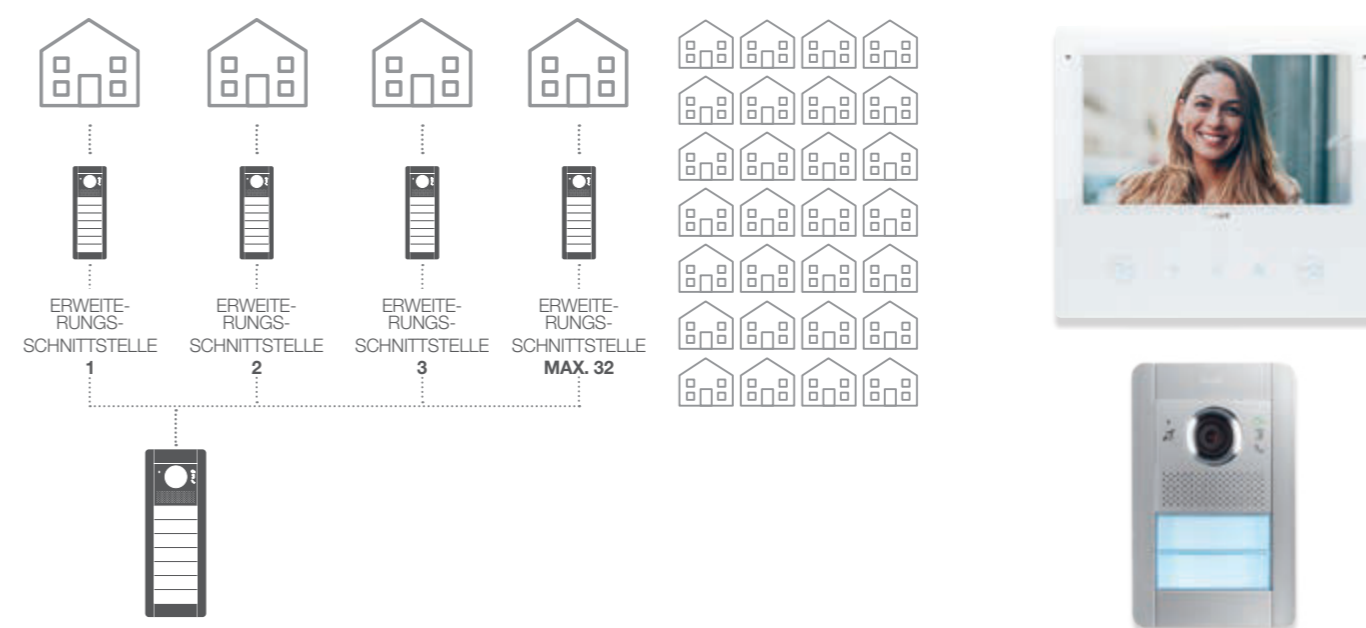 ERWEITE-
RUNGS-
SCHNITTSTELLE
1
ERWEITE-
RUNGS-
SCHNITTSTELLE
2
ERWEITE-
RUNGS-
SCHNITTSTELLE
3
ERWEITE-
RUNGS-
SCHNITTSTELLE
MAX. 32